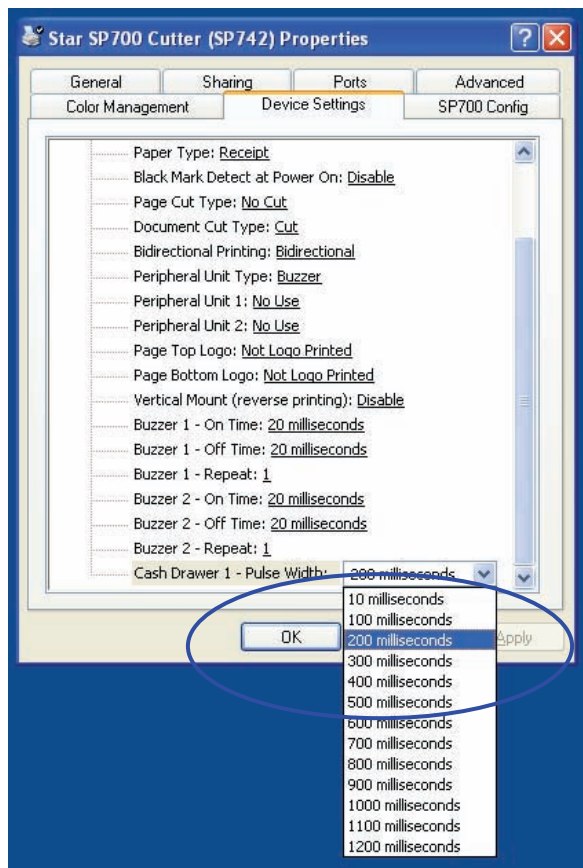 Star SP700 Cutter (SP742) Properties
General Sharing Ports Advanced
Color Management Device Settings SP700 Config
Paper Type: Receipt
Black Mark Detect at Power On: Disable
Page Cut Type: No Cut
Document Cut Type: Cut
Bidirectional Printing: Bidirectional
Peripheral Unit Type: Buzzer
Peripheral Unit 1: No Use
Peripheral Unit 2: No Use
Page Top Logo: Not Logo Printed
Page Bottom Logo: Not Logo Printed
Vertical Mount (reverse printing): Disable
Buzzer 1 - On Time: 20 milliseconds
Buzzer 1 - Off Time: 20 milliseconds
Buzzer 1 - Repeat: 1
Buzzer 2 - On Time: 20 milliseconds
Buzzer 2 - Off Time: 20 milliseconds
Buzzer 2 - Repeat: 1
Cash Drawer 1 - Pulse Width: 200 milliseconds
OK Apply
10 milliseconds
100 milliseconds
200 milliseconds
300 milliseconds
400 milliseconds
500 milliseconds
600 milliseconds
700 milliseconds
800 milliseconds
900 milliseconds
1000 milliseconds
1100 milliseconds
1200 milliseconds